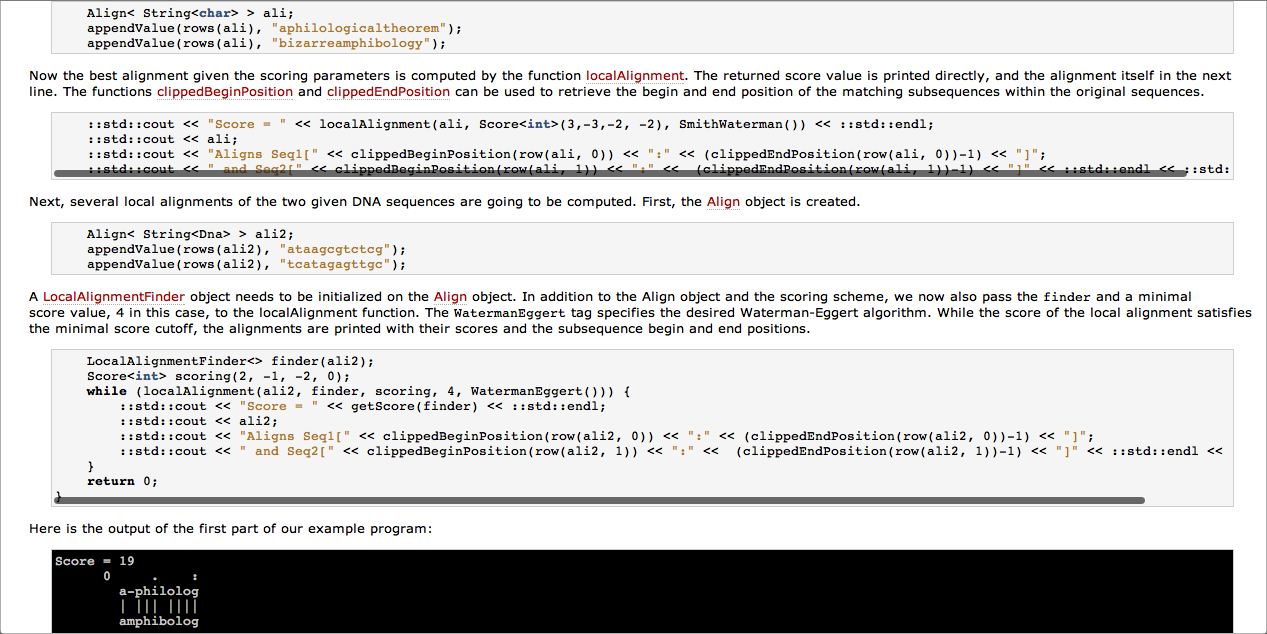 Align< String<char> > ali;
appendValue(rows(ali), "aphilologicaltheorem");
appendValue(rows(ali), "bizarreamphibology");
Now the best alignment given the scoring parameters is computed by the function localAlignment. The returned score value is printed directly, and the alignment itself in the next
line. The functions clippedBeginPosition and clippedEndPosition can be used to retrieve the begin and end position of the matching subsequences within the original sequences.
::std::cout << "Score = " << localAlignment(ali, Score<int>(3,-3,-2, -2), SmithWaterman()) << ::std::endl;
::std::cout << ali;
::std::cout << "Aligns Seq1[" << clippedBeginPosition(row(ali, 0)) << ":" << (clippedEndPosition(row(ali, 0))-1) << "]";
::std::cout << " and Seq2[" << clippedBeginPosition(row(ali, 1)) << ":" <<  (clippedEndPosition(row(ali, 1))-1) << "]" << ::std::endl << ::std:
Next, several local alignments of the two given DNA sequences are going to be computed. First, the Align object is created.
Align< String<Dna> > ali2;
appendValue(rows(ali2), "ataagcgtctcg");
appendValue(rows(ali2), "tcatagagttgc");
A LocalAlignmentFinder object needs to be initialized on the Align object. In addition to the Align object and the scoring scheme, we now also pass the finder and a minimal
score value, 4 in this case, to the localAlignment function. The WatermanEggert tag specifies the desired Waterman-Eggert algorithm. While the score of the local alignment satisfies
the minimal score cutoff, the alignments are printed with their scores and the subsequence begin and end positions.
LocalAlignmentFinder<> finder(ali2);
Score<int> scoring(2, -1, -2, 0);
while (localAlignment(ali2, finder, scoring, 4, WatermanEggert())) {
::std::cout << "Score = " << getScore(finder) << ::std::endl;
::std::cout << ali2;
::std::cout << "Aligns Seq1[" << clippedBeginPosition(row(ali2, 0)) << ":" << (clippedEndPosition(row(ali2, 0))-1) << "]";
::std::cout << " and Seq2[" << clippedBeginPosition(row(ali2, 1)) << ":" <<  (clippedEndPosition(row(ali2, 1))-1) << "]" << ::std::endl <<
}
return 0;
}
Here is the output of the first part of our example program:
Score = 19
0     .    :
a-philolog
| ||| ||||
amphibolog